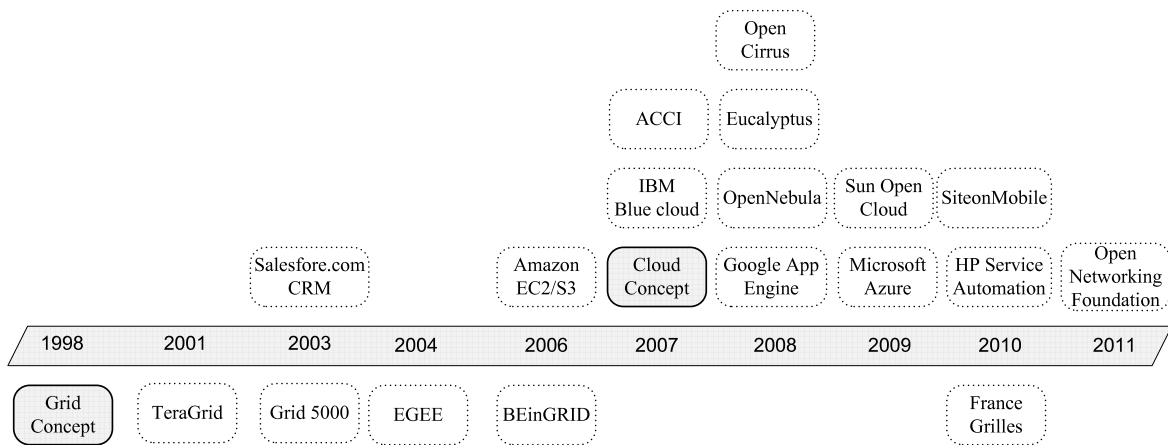 Open
Cirrus
ACCI
Eucalyptus
IBM
Blue cloud
OpenNebula
Sun Open
Cloud
SiteonMobile
Salesfore.com
CRM
Amazon
EC2/S3
Cloud
Concept
Google App
Engine
Microsoft
Azure
HP Service
Automation
Open
Networking
Foundation
1998
2001
2003
2004
2006
2007
2008
2009
2010
2011
Grid
Concept
TeraGrid
Grid 5000
EGEE
BEinGRID
France
Grilles